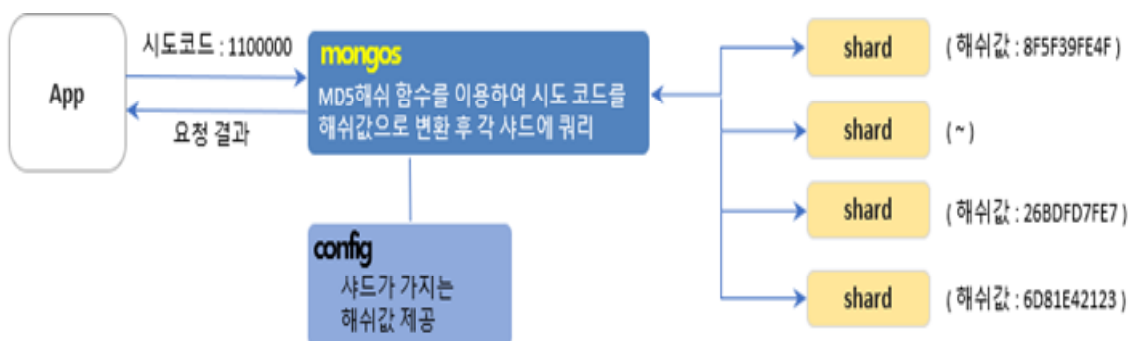 App
시도코드 : 1100000
요청 결과
mongos
MD5해쉬 함수를 이용하여 시도 코드를
해쉬값으로 변환 후 각 샤드에 쿼리
config
샤드가 가지는
해쉬값 제공
shard
( 해쉬값 : 8F5F39FE4F )
shard
( ~ )
shard
( 해쉬값 : 26BDFD7FE7 )
shard
( 해쉬값 : 6D81E42123 )